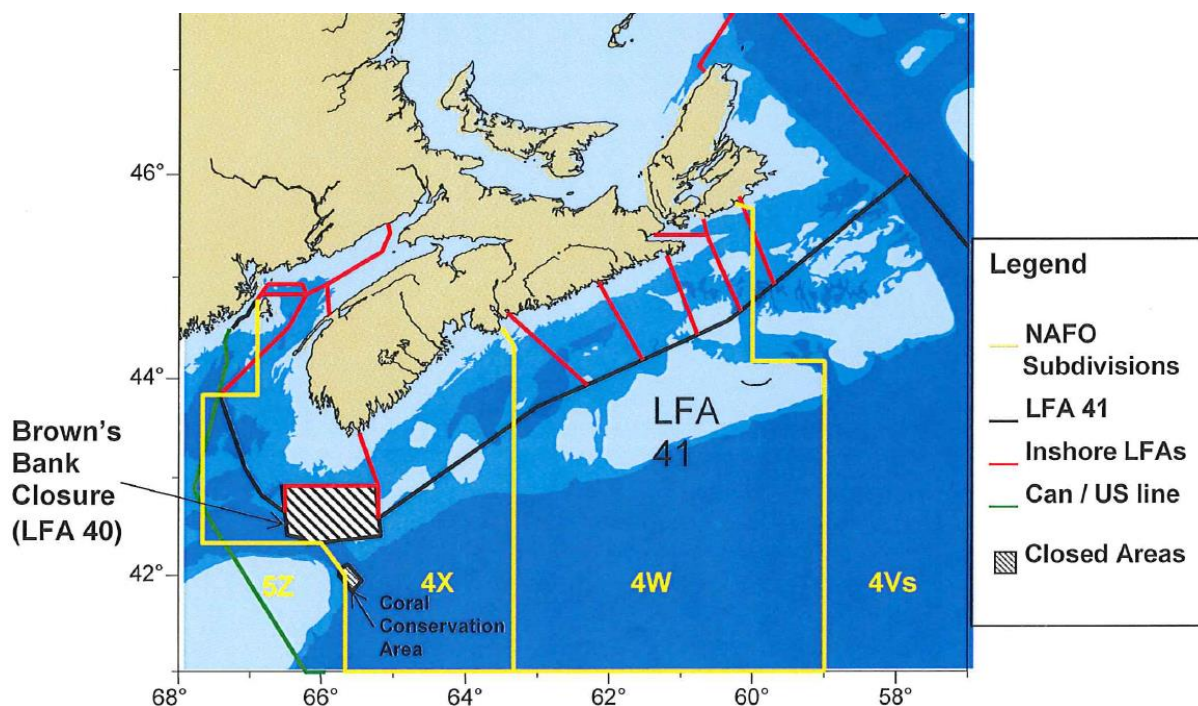 46°
44°
42°
68°
66°
64°
62°
60°
58°
Brown's
Bank
Closure
(LFA 40)
LFA
41
5Z
4X
4W
4Vs
Coral
Conservation
Area
Legend
NAFO
Subdivisions
LFA 41
Inshore LFAs
Can / US line
Closed Areas